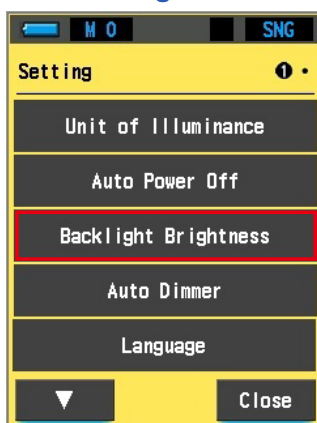 M 0 SNG
Setting ❶ •
Unit of Illuminance
Auto Power Off
Backlight Brightness
Auto Dimmer
Language
▼ Close